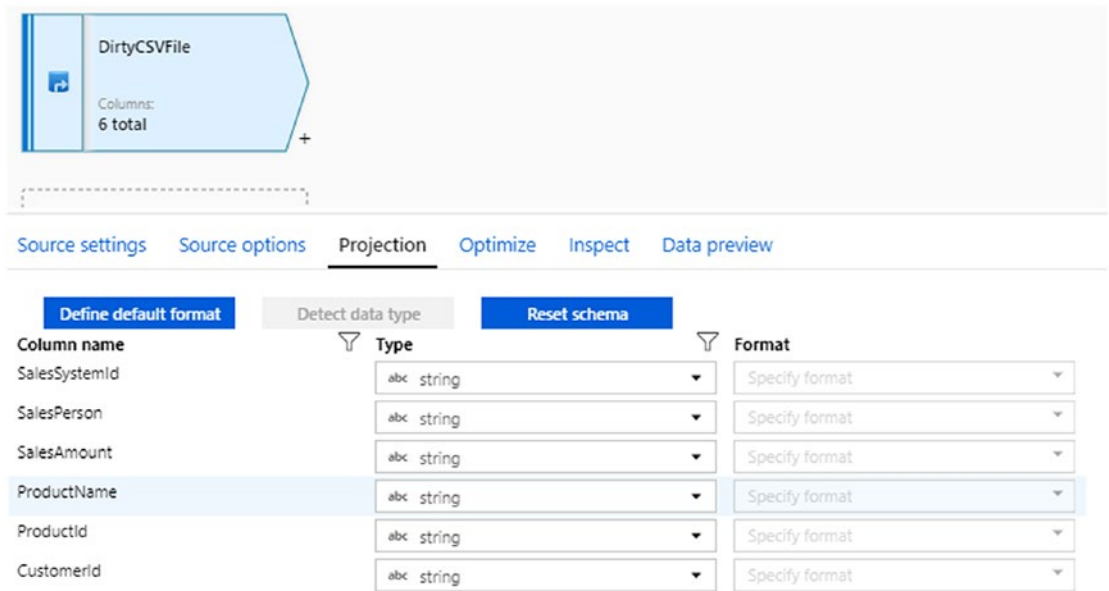 DirtyCSVFile
Columns:
6 total
+
Source settings Source options Projection Optimize Inspect Data preview
Define default format Detect data type Reset schema
Column name Type Format
SalesSystemId abc string Specify format
SalesPerson abc string Specify format
SalesAmount abc string Specify format
ProductName abc string Specify format
ProductId abc string Specify format
CustomerId abc string Specify format